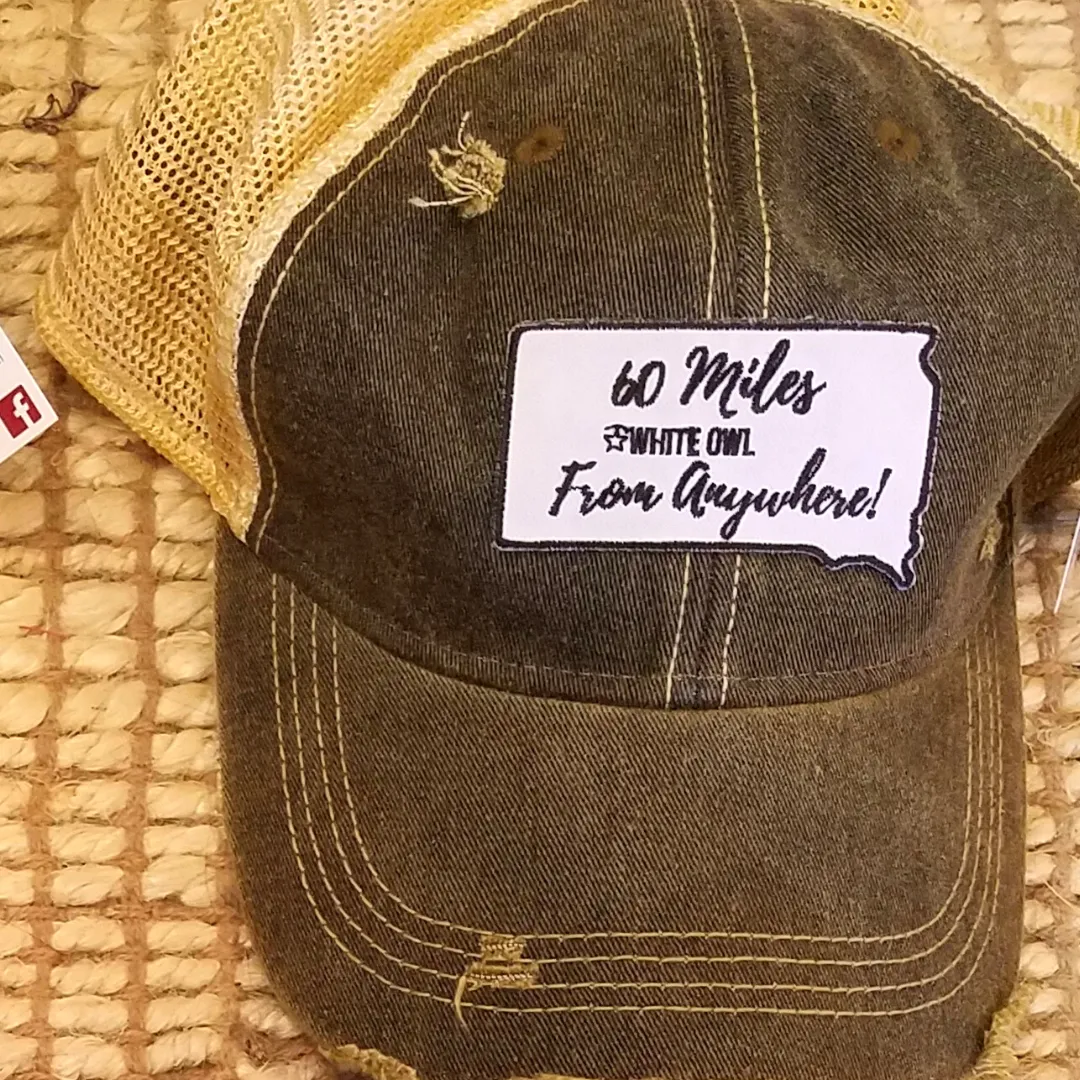 60 Miles
☆WHITE OWL
From Anywhere!
f